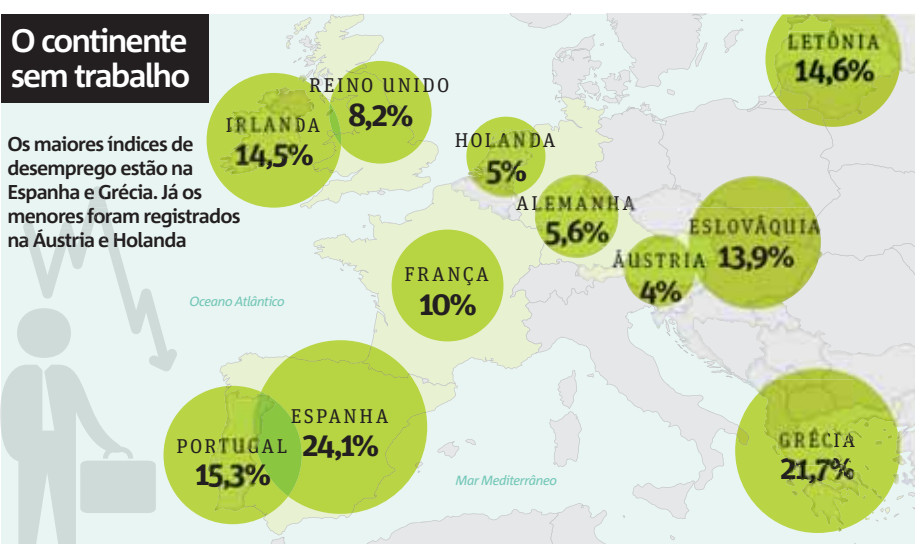 O continente
sem trabalho
Os maiores índices de
desemprego estão na
Espanha e Grécia. Já os
menores foram registrados
na Áustria e Holanda
REINO UNIDO
8,2%
IRLANDA
14,5%
HOLANDA
5%
LETÔNIA
14,6%
ALEMANHA
5,6%
ESLOVÁQUIA
13,9%
ÁUSTRIA
4%
FRANÇA
10%
Oceano Atlântico
ESPANHA
24,1%
PORTUGAL
15,3%
Mar Mediterrâneo
GRÉCIA
21,7%